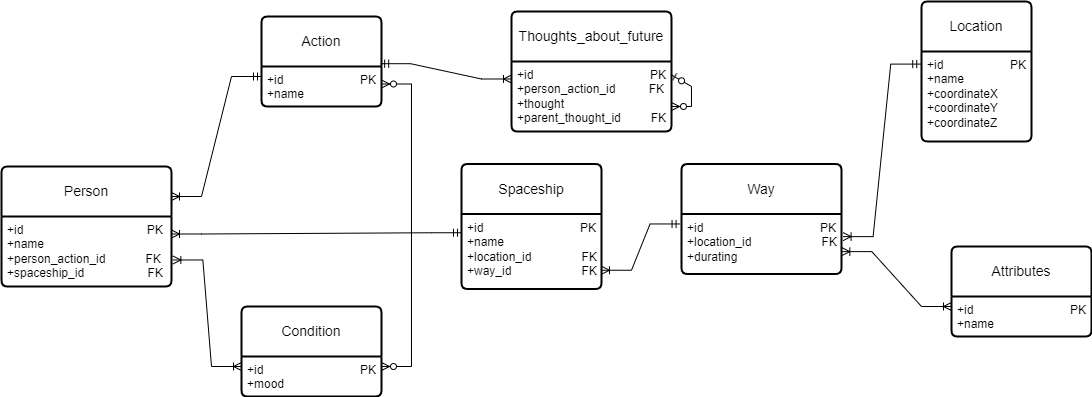 Action
+id PK
+name
Thoughts_about_future
+id PK
+person_action_id FK
+thought
+parent_thought_id FK
Location
+id PK
+name
+coordinateX
+coordinateY
+coordinateZ
Person
+id PK
+name
+person_action_id FK
+spaceship_id FK
Spaceship
+id PK
+name
+location_id FK
+way_id FK
Way
+id PK
+location_id FK
+durating
Attributes
+id PK
+name
Condition
+id PK
+mood